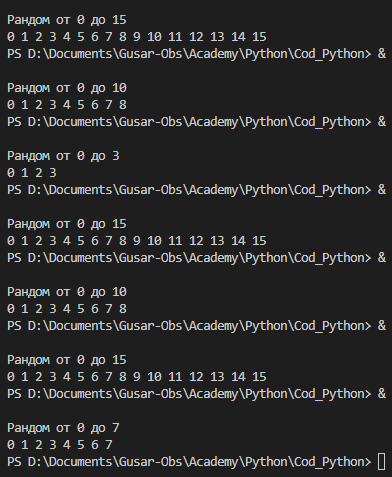 Рандом от 0 до 15
0 1 2 3 4 5 6 7 8 9 10 11 12 13 14 15
PS D:\Documents\Gusar-Obs\Academy\Python\Cod_Python> &
Рандом от 0 до 10
0 1 2 3 4 5 6 7 8
PS D:\Documents\Gusar-Obs\Academy\Python\Cod_Python> &
Рандом от 0 до 3
0 1 2 3
PS D:\Documents\Gusar-Obs\Academy\Python\Cod_Python> &
Рандом от 0 до 15
0 1 2 3 4 5 6 7 8 9 10 11 12 13 14 15
PS D:\Documents\Gusar-Obs\Academy\Python\Cod_Python> &
Рандом от 0 до 10
0 1 2 3 4 5 6 7 8
PS D:\Documents\Gusar-Obs\Academy\Python\Cod_Python> &
Рандом от 0 до 15
0 1 2 3 4 5 6 7 8 9 10 11 12 13 14 15
PS D:\Documents\Gusar-Obs\Academy\Python\Cod_Python> &
Рандом от 0 до 7
0 1 2 3 4 5 6 7
PS D:\Documents\Gusar-Obs\Academy\Python\Cod_Python>